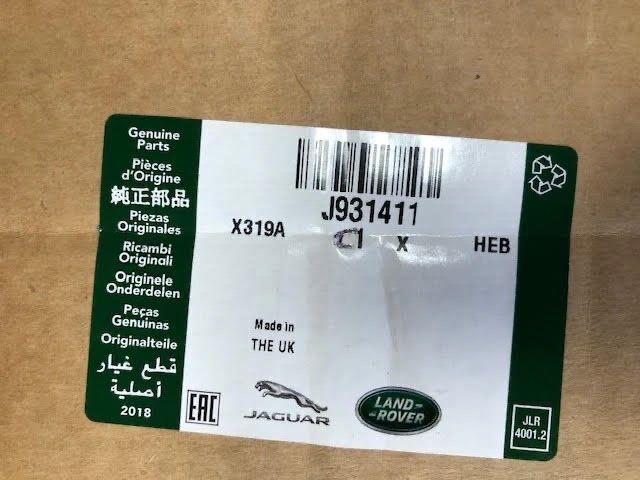 Genuine
Parts
Pièces
d'Origine
純正部品
Piezas
Originales
Ricambi
Originali
Originele
Onderdelen
Peças
Genuinas
Originalteile
قطع غيار
أصلية
2018
J931411
X319A C1 X HEB
Made in
THE UK
EAC
JAGUAR
LAND-
-ROVER
JLR
4001.2